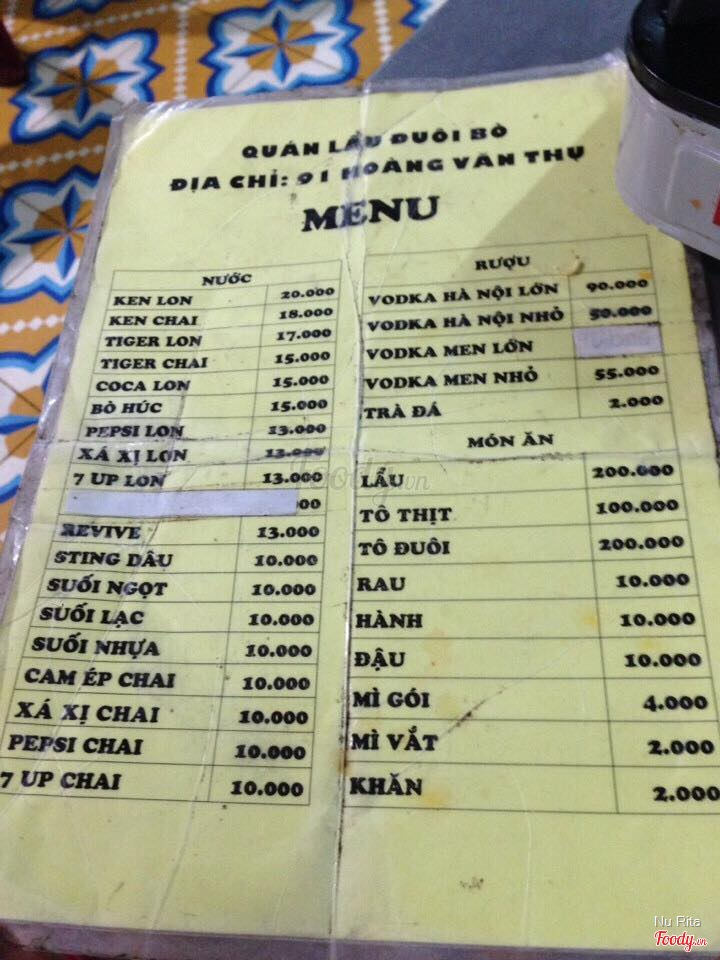 QUÁN LẨU ĐUÔI BÒ
ĐỊA CHỈ: 91 HOÀNG VĂN THỤ
MENU
NƯỚC
KEN LON 20.000
KEN CHAI 18.000
TIGER LON 17.000
TIGER CHAI 15.000
COCA LON 15.000
BÒ HÚC 15.000
PEPSI LON 13.000
XÁ XỊ LON 13.000
7 UP LON 13.000
00
REVIVE 13.000
STING DÂU 10.000
SUỐI NGỌT 10.000
SUỐI LẠC 10.000
SUỐI NHỰA 10.000
CAM ÉP CHAI 10.000
XÁ XỊ CHAI 10.000
PEPSI CHAI 10.000
7 UP CHAI 10.000
RƯỢU
VODKA HÀ NỘI LỚN 90.000
VODKA HÀ NỘI NHỎ 50.000
VODKA MEN LỚN
VODKA MEN NHỎ 55.000
TRÀ ĐÁ 2.000
MÓN ĂN
LẨU 200.000
TÔ THỊT 100.000
TÔ ĐUÔI 200.000
RAU 10.000
HÀNH 10.000
ĐẬU 10.000
MÌ GÓI 4.000
MÌ VẮT 2.000
KHĂN 2.000
Foody.vn
Nu Rita
Foody.vn